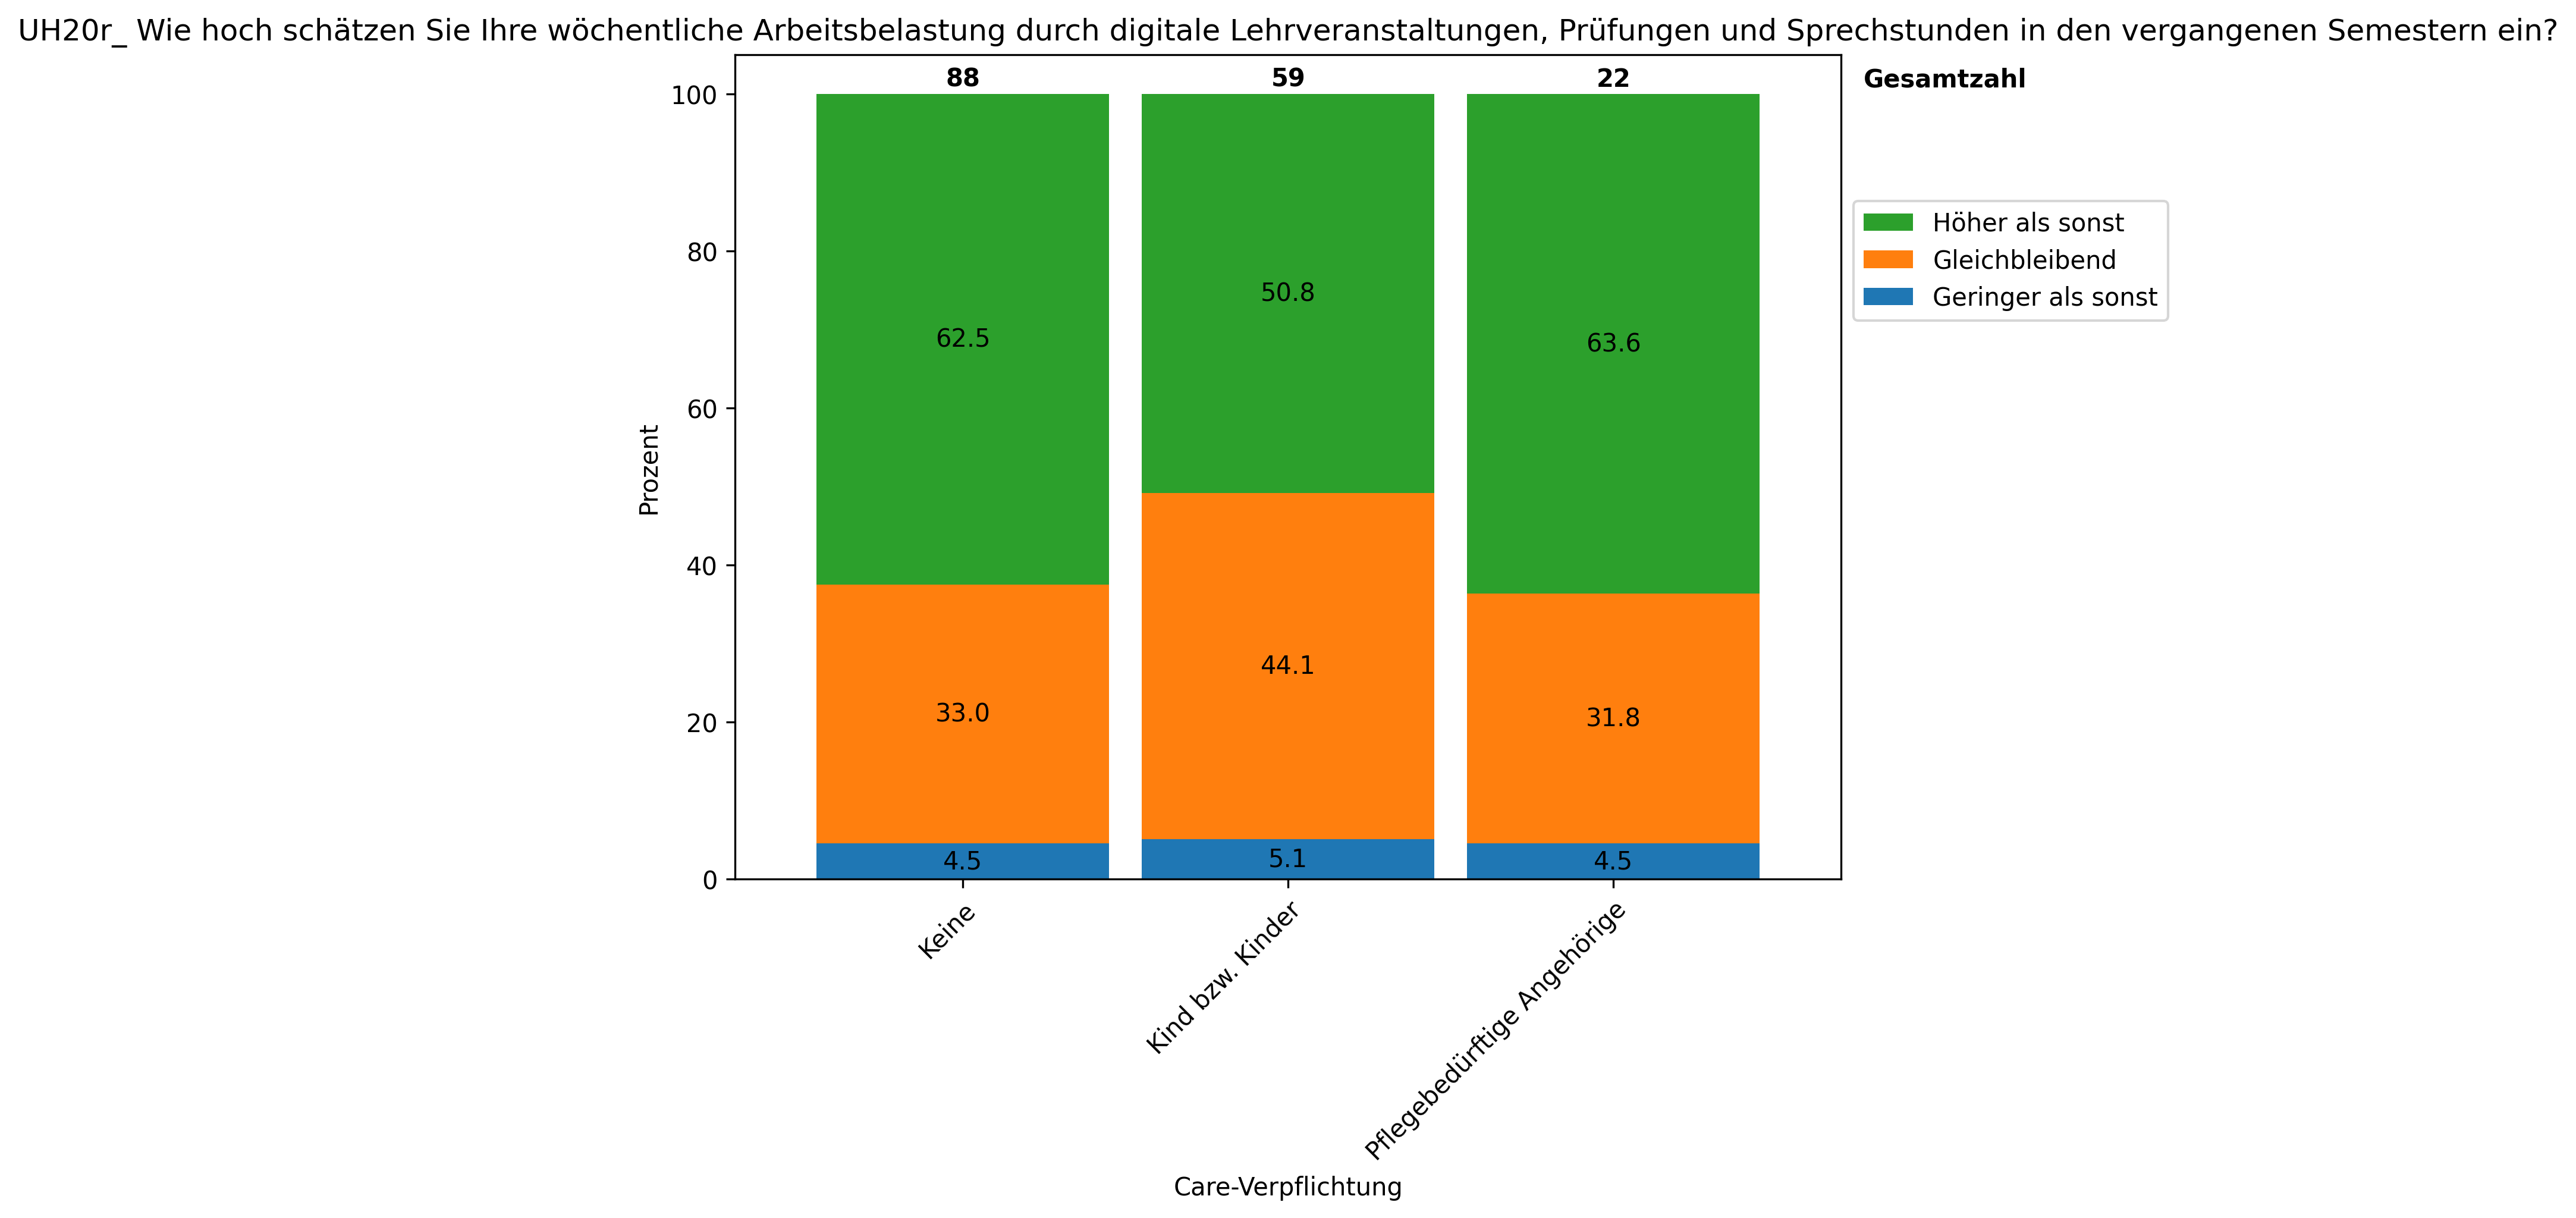 UH20r_ Wie hoch schätzen Sie Ihre wöchentliche Arbeitsbelastung durch digitale Lehrveranstaltungen, Prüfungen und Sprechstunden in den vergangenen Semestern ein?
88 59 22 Gesamtzahl
100
80
60
40
20
0
Prozent
62.5 50.8 63.6
33.0 44.1 31.8
4.5 5.1 4.5
Höher als sonst
Gleichbleibend
Geringer als sonst
Keine
Kind bzw. Kinder
Pflegebedürftige Angehörige
Care-Verpflichtung